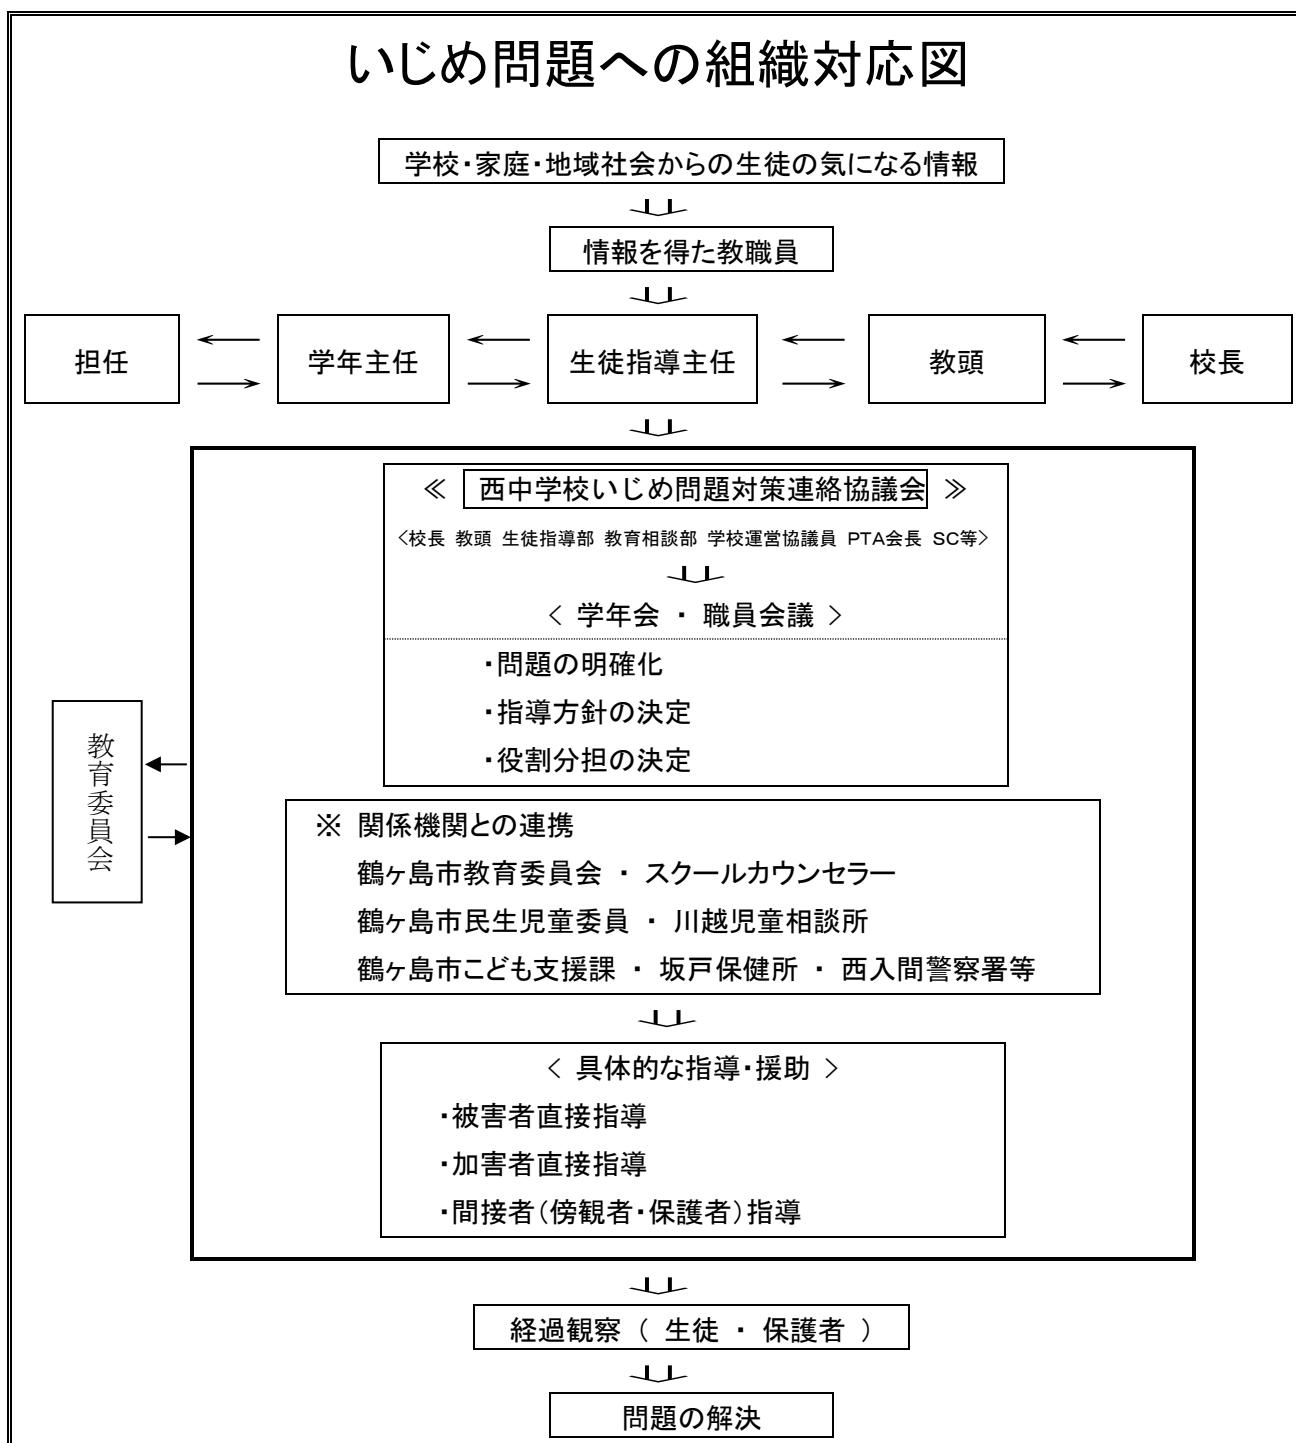 いじめ問題への組織対応図
学校・家庭・地域社会からの生徒の気になる情報
情報を得た教職員
担任
学年主任
生徒指導主任
教頭
校長
≪ 西中学校いじめ問題対策連絡協議会 ≫
<校長 教頭 生徒指導部 教育相談部 学校運営協議員 PTA会長 SC等>
< 学年会 ・ 職員会議 >
・問題の明確化
・指導方針の決定
・役割分担の決定
教育委員会
※ 関係機関との連携
鶴ヶ島市教育委員会 ・ スクールカウンセラー
鶴ヶ島市民生児童委員 ・ 川越児童相談所
鶴ヶ島市こども支援課 ・ 坂戸保健所 ・ 西入間警察署等
< 具体的な指導・援助 >
・被害者直接指導
・加害者直接指導
・間接者(傍観者・保護者)指導
経過観察 ( 生徒 ・ 保護者 )
問題の解決